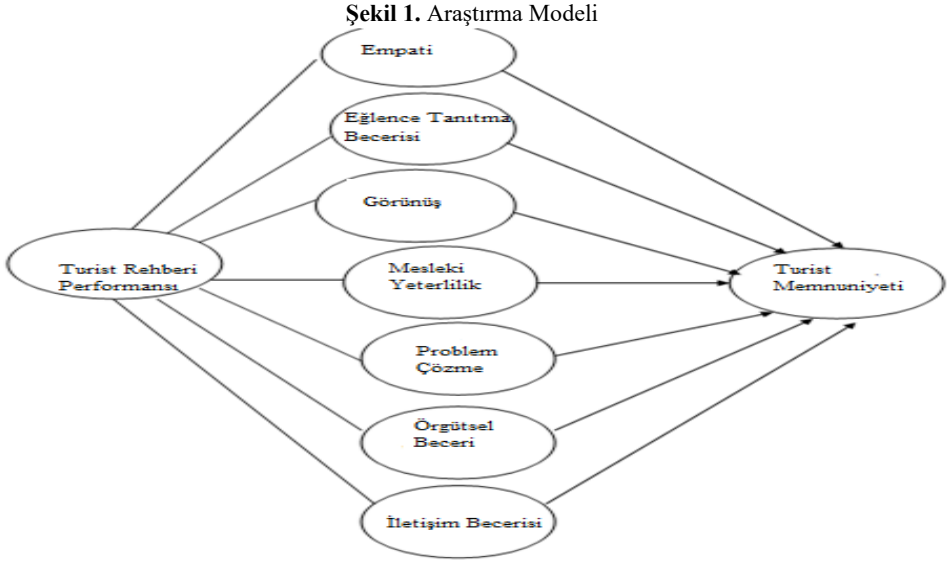 Şekil 1. Araştırma Modeli
Empati
Eğlence Tanıtma
Becerisi
Görünüş
Turist Rehberi
Performansı
Mesleki
Yeterlilik
Turist
Memnuniyeti
Problem
Çözme
Örgütsel
Beceri
İletişim Becerisi